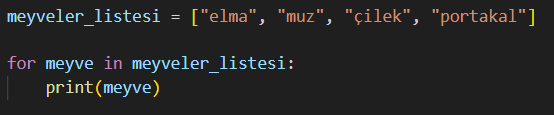 meyveler_listesi = ["elma", "muz", "çilek", "portakal"]
for meyve in meyveler_listesi:
    print(meyve)